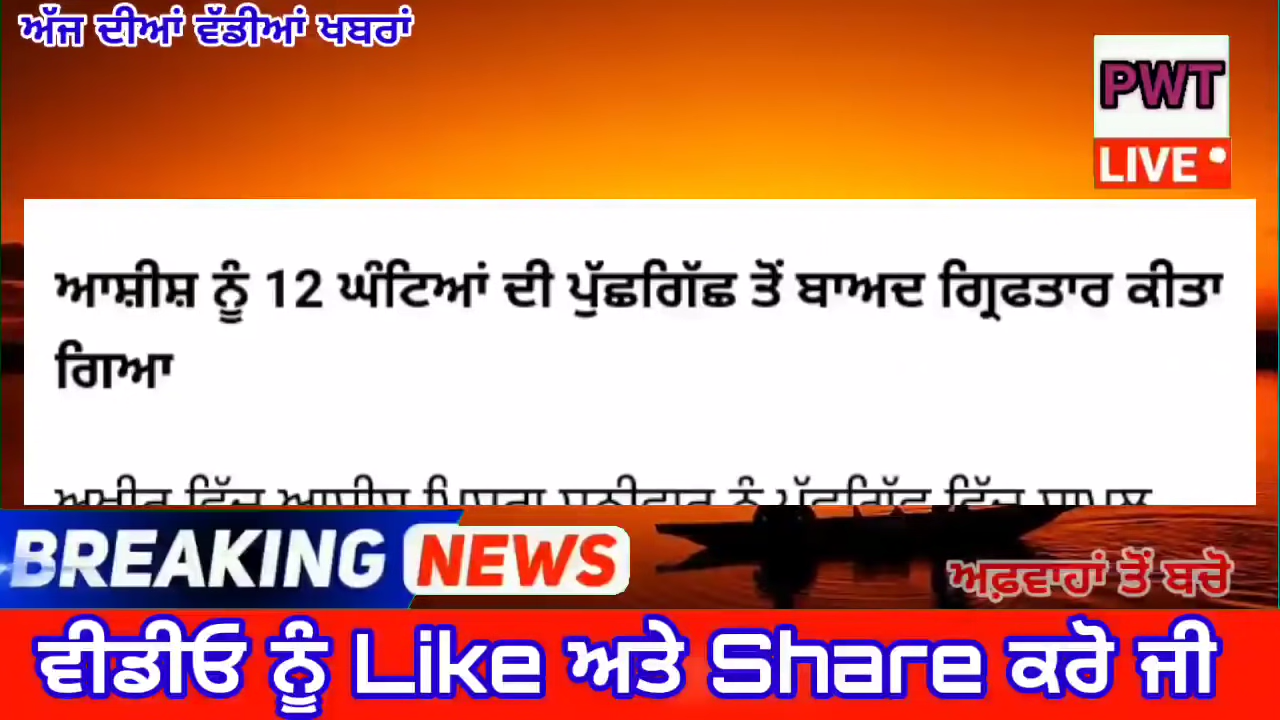 ਅੱਜ ਦੀਆਂ ਵੱਡੀਆਂ ਖਬਰਾਂ
PWT
LIVE
ਆਸ਼ੀਸ਼ ਨੂੰ 12 ਘੰਟਿਆਂ ਦੀ ਪੁੱਛਗਿੱਛ ਤੋਂ ਬਾਅਦ ਗ੍ਰਿਫਤਾਰ ਕੀਤਾ
ਗਿਆ
BREAKING NEWS
ਅਫ਼ਵਾਹਾਂ ਤੋਂ ਬਚੋ
ਵੀਡੀਓ ਨੂੰ Like ਅਤੇ Share ਕਰੋ ਜੀ